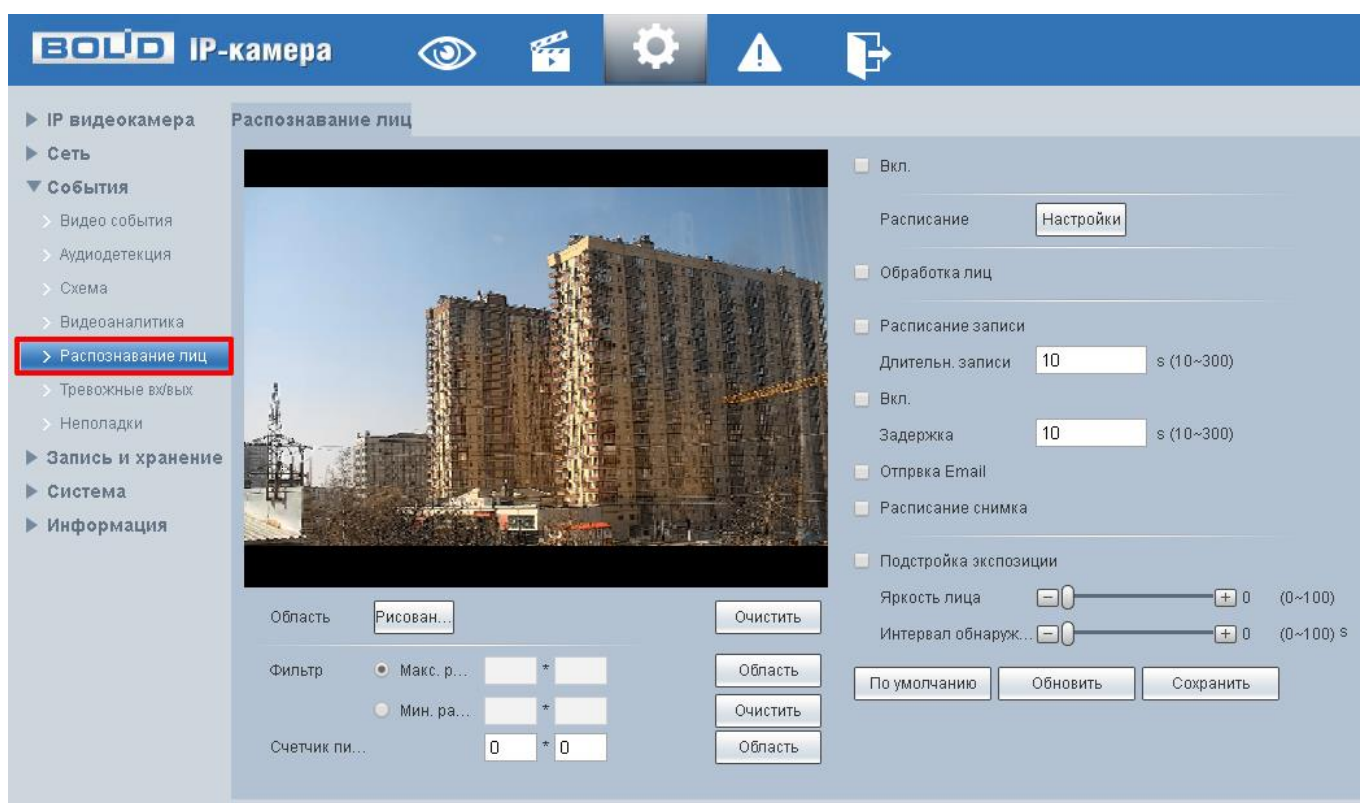 BOLID IP-камера
IP видеокамера
Сеть
События
Видео события
Аудиодетекция
Схема
Видеоаналитика
Распознавание лиц
Тревожные вх/вых
Неполадки
Запись и хранение
Система
Информация
Распознавание лиц
Область Рисован... Очистить
Фильтр Макс. р... * Область
Мин. ра... * Очистить
Счетчик пи... 0 * 0 Область
Вкл.
Расписание Настройки
Обработка лиц
Расписание записи
Длительн. записи 10 s (10~300)
Вкл.
Задержка 10 s (10~300)
Отпрвка Email
Расписание снимка
Подстройка экспозиции
Яркость лица - + 0 (0~100)
Интервал обнаруж... - + 0 (0~100) s
По умолчанию Обновить Сохранить